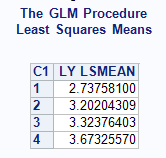 The GLM Procedure
Least Squares Means
C1 LY LSMEAN
1 2.73758100
2 3.20204309
3 3.32376403
4 3.67325570